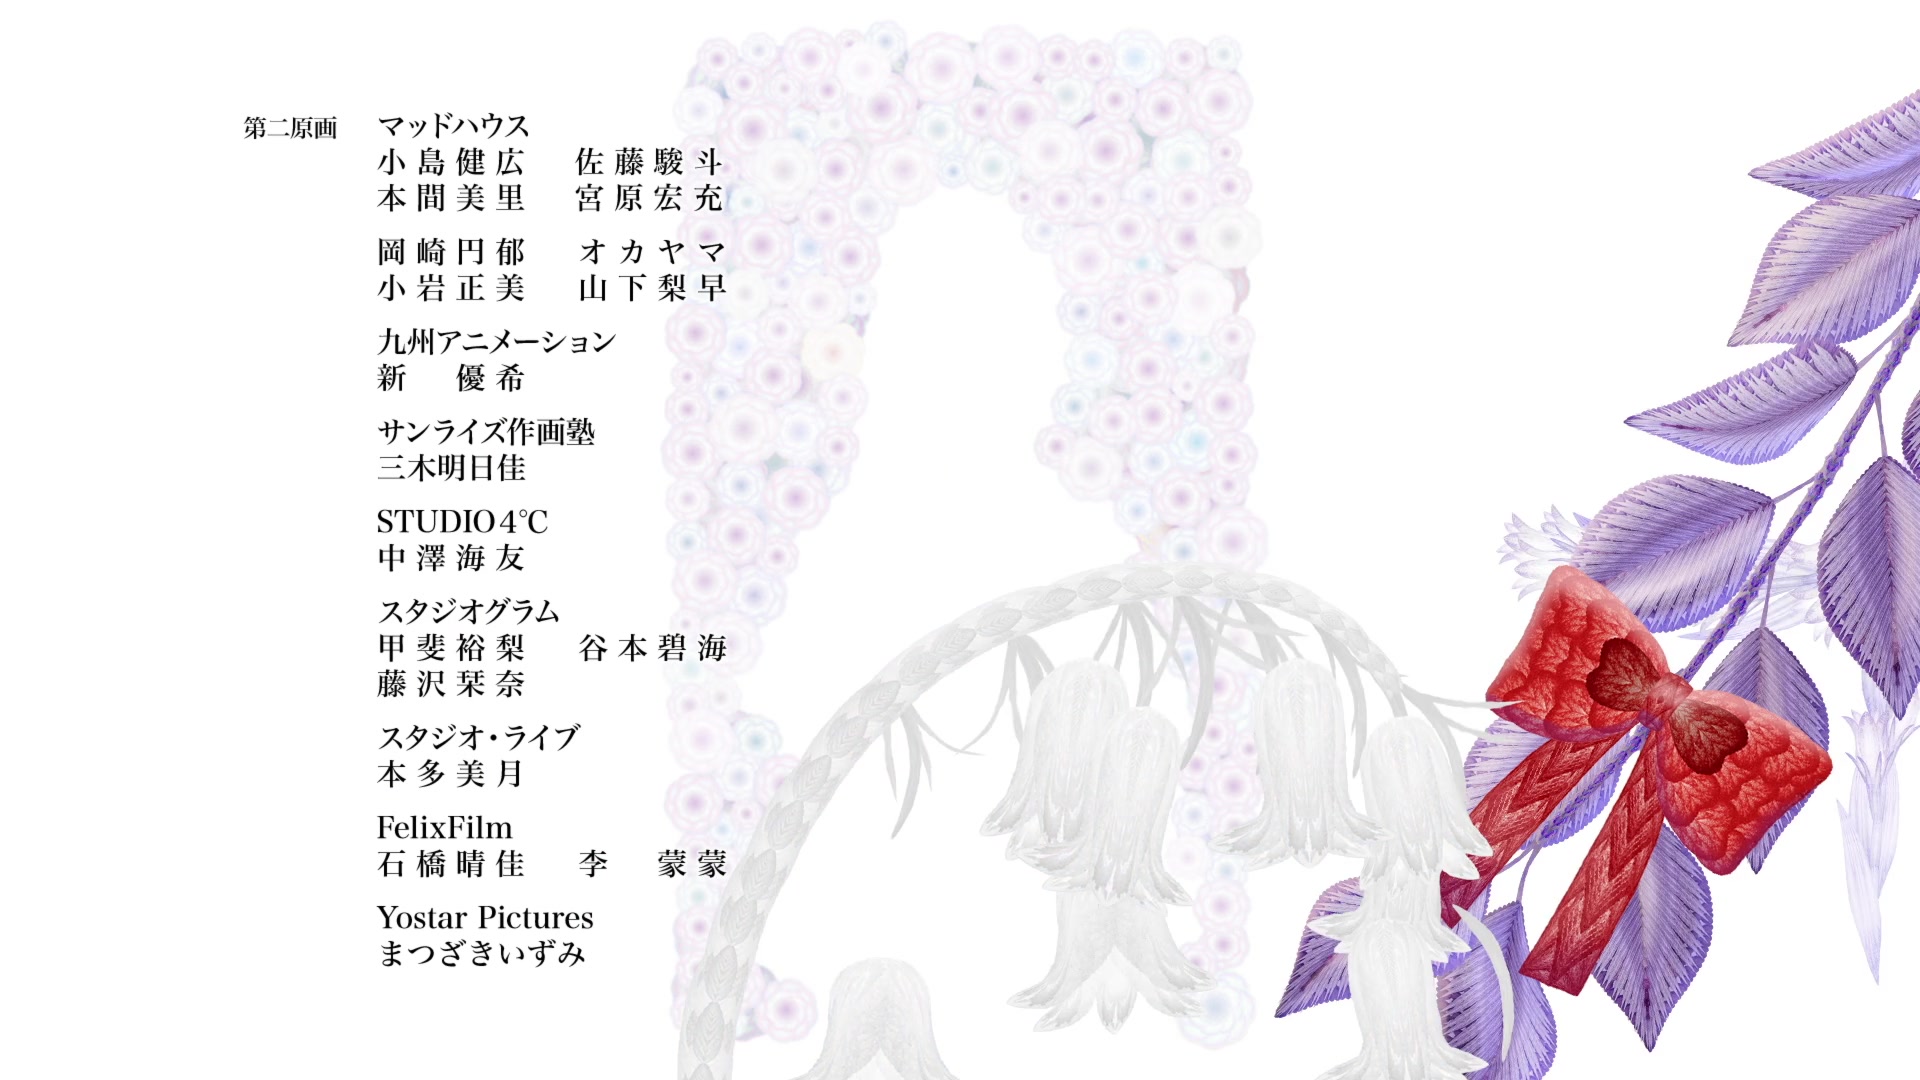 第二原画 マッドハウス
小島健広 佐藤駿斗
本間美里 宮原宏充
岡崎円郁 オカヤマ
小岩正美 山下梨早
九州アニメーション
新 優希
サンライズ作画塾
三木明日佳
STUDIO4℃
中澤海友
スタジオグラム
甲斐裕梨 谷本碧海
藤沢栞奈
スタジオ・ライブ
本多美月
FelixFilm
石橋晴佳 李 蒙蒙
Yostar Pictures
まつざきいずみ